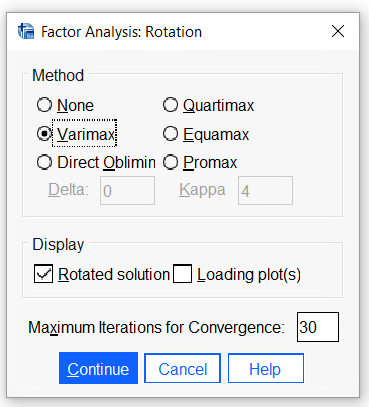 Factor Analysis: Rotation
Method
None Quartimax
Varimax Equamax
Direct Oblimin Promax
Delta: 0 Kappa 4
Display
Rotated solution Loading plot(s)
Maximum Iterations for Convergence: 30
Continue Cancel Help